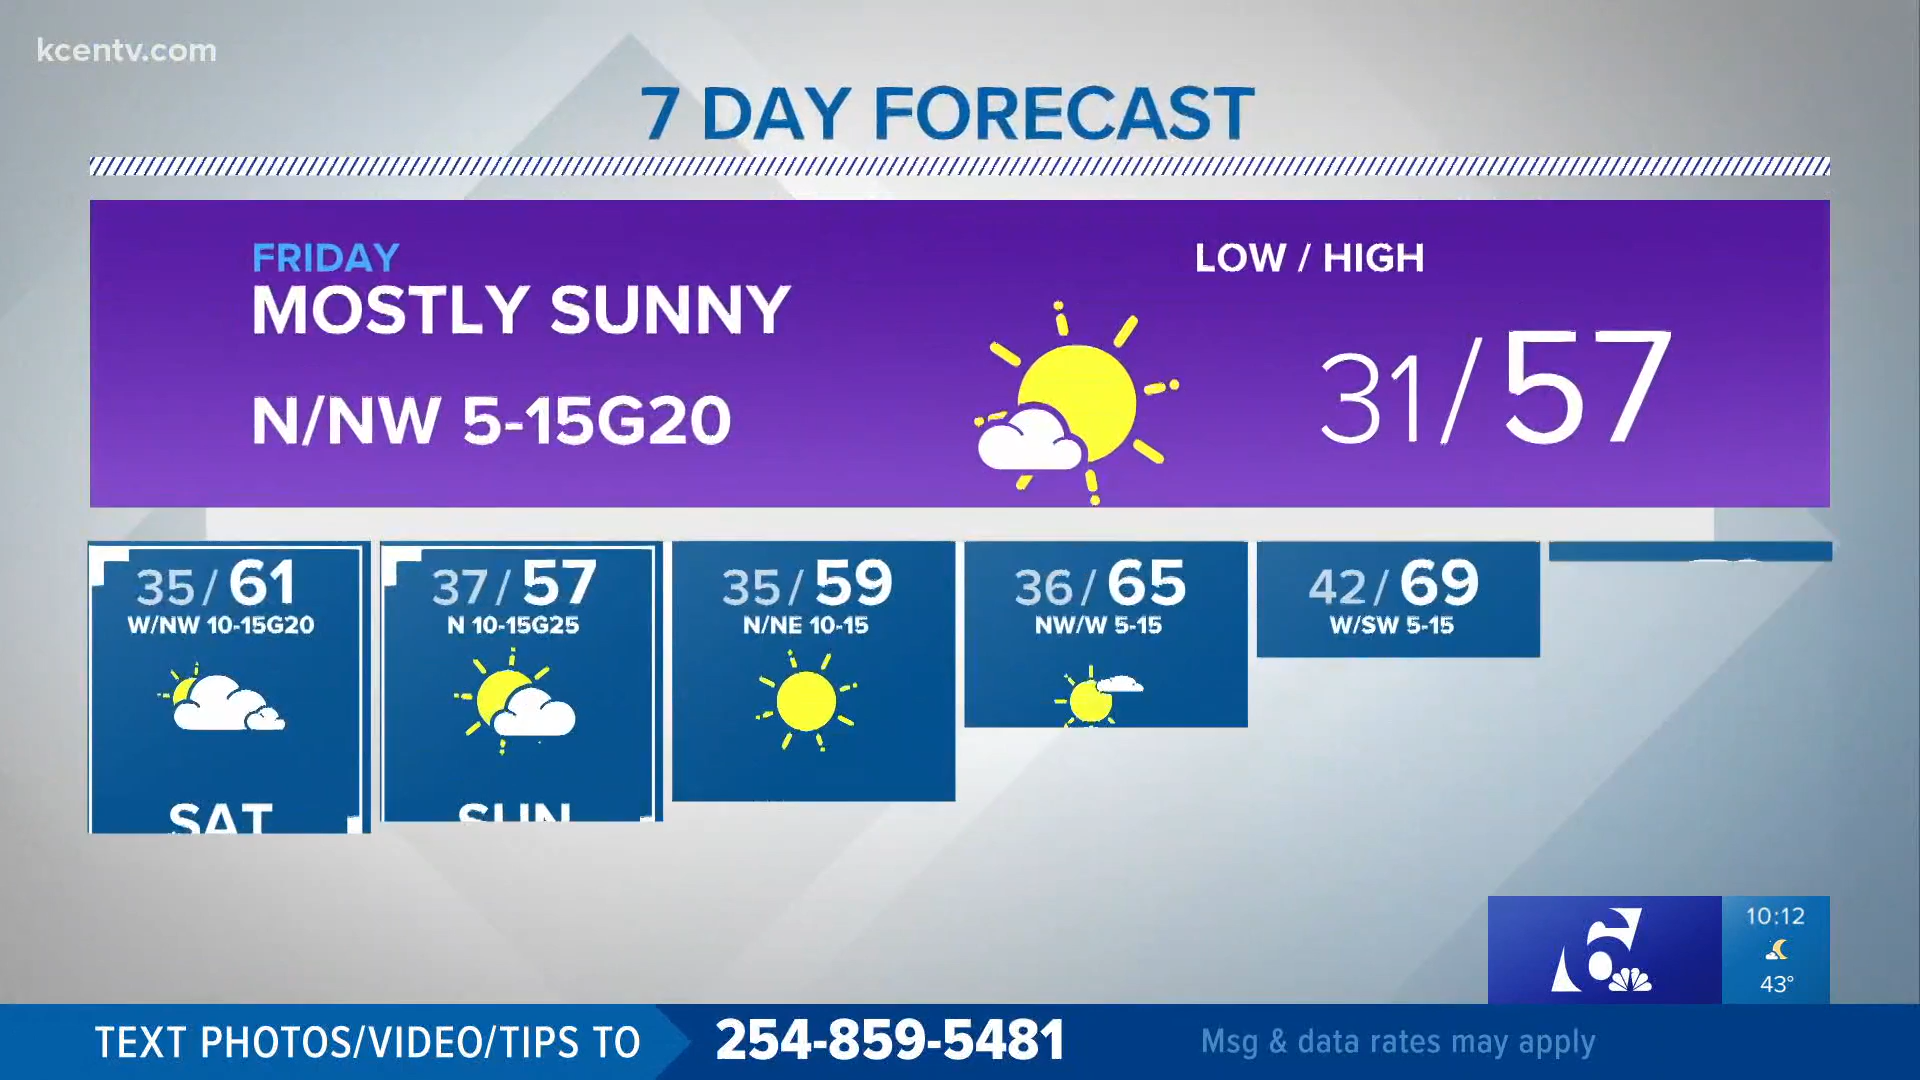 kcentv.com
7 DAY FORECAST
FRIDAY
MOSTLY SUNNY
N/NW 5-15G20
LOW / HIGH
31/57
35/61
W/NW 10-15G20
SAT
37/57
N 10-15G25
SUN
35/59
N/NE 10-15
36/65
NW/W 5-15
42/69
W/SW 5-15
6
10:12
43°
TEXT PHOTOS/VIDEO/TIPS TO 254-859-5481 Msg & data rates may apply